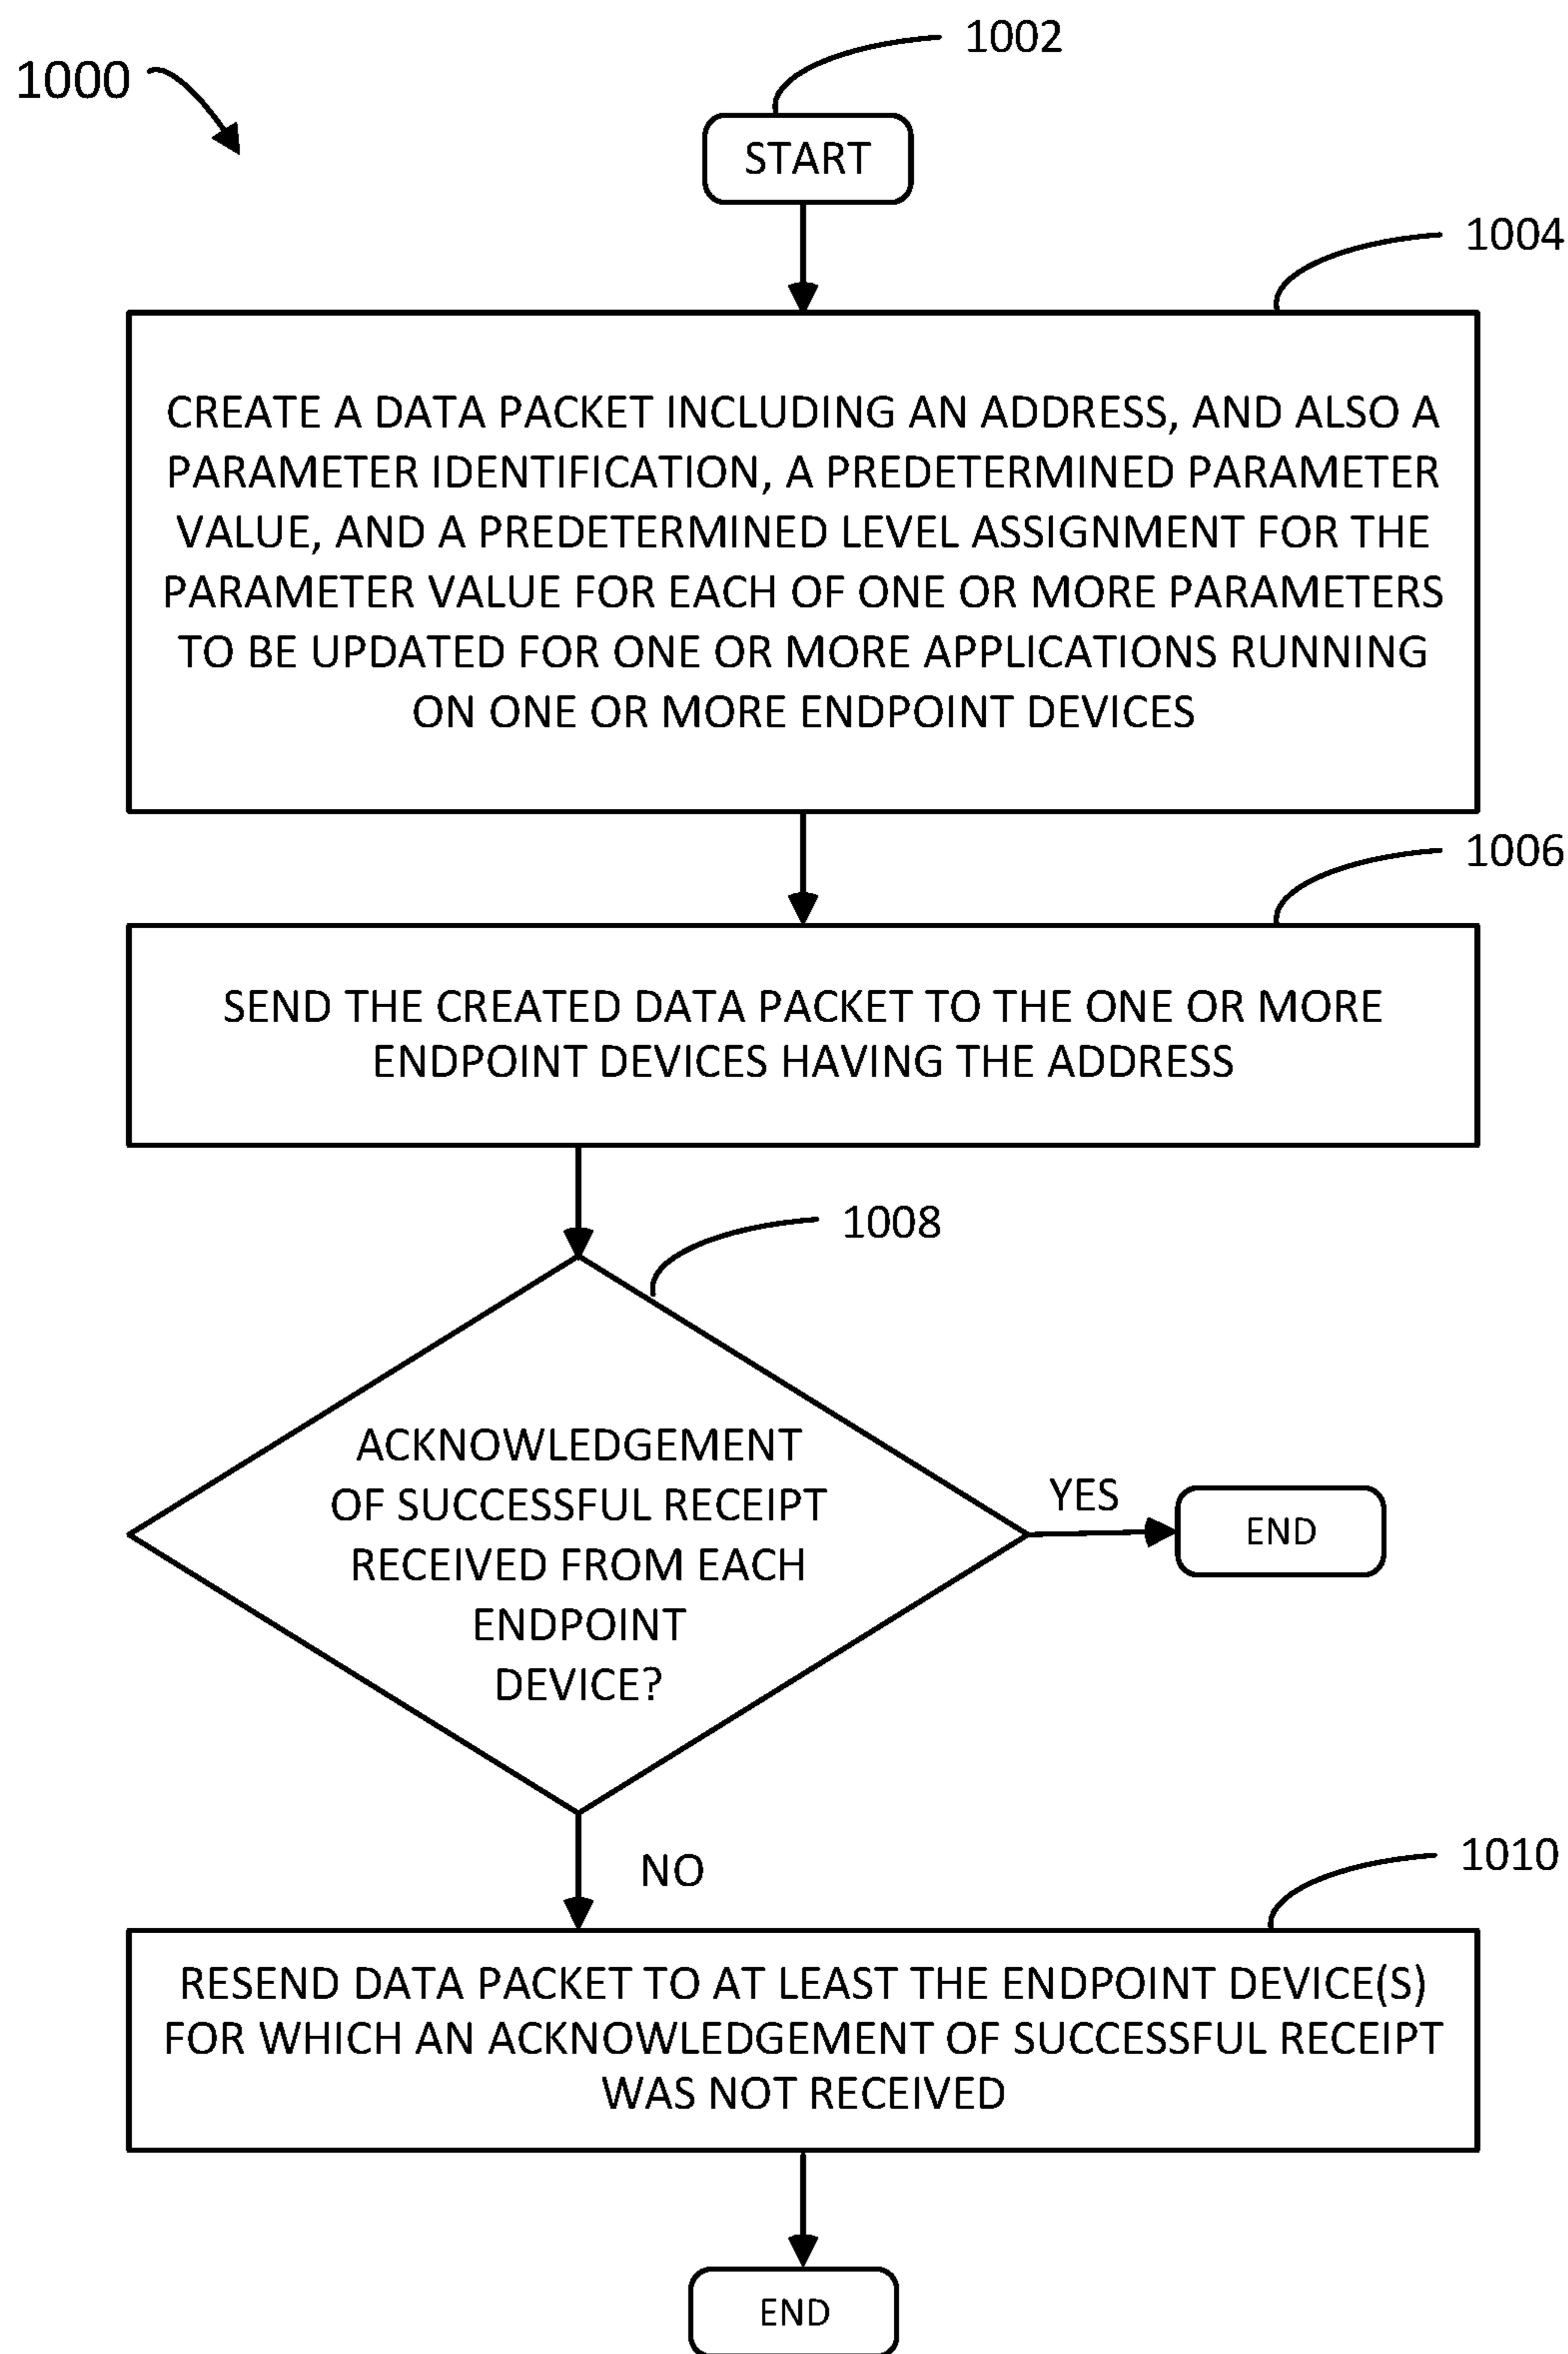 1002
1000
START
1004
CREATE A DATA PACKET INCLUDING AN ADDRESS, AND ALSO A
PARAMETER IDENTIFICATION, A PREDETERMINED PARAMETER
VALUE, AND A PREDETERMINED LEVEL ASSIGNMENT FOR THE
PARAMETER VALUE FOR EACH OF ONE OR MORE PARAMETERS
TO BE UPDATED FOR ONE OR MORE APPLICATIONS RUNNING
ON ONE OR MORE ENDPOINT DEVICES
1006
SEND THE CREATED DATA PACKET TO THE ONE OR MORE
ENDPOINT DEVICES HAVING THE ADDRESS
1008
ACKNOWLEDGEMENT
OF SUCCESSFUL RECEIPT
RECEIVED FROM EACH
ENDPOINT
DEVICE?
YES
END
NO
1010
RESEND DATA PACKET TO AT LEAST THE ENDPOINT DEVICE(S)
FOR WHICH AN ACKNOWLEDGEMENT OF SUCCESSFUL RECEIPT
WAS NOT RECEIVED
END